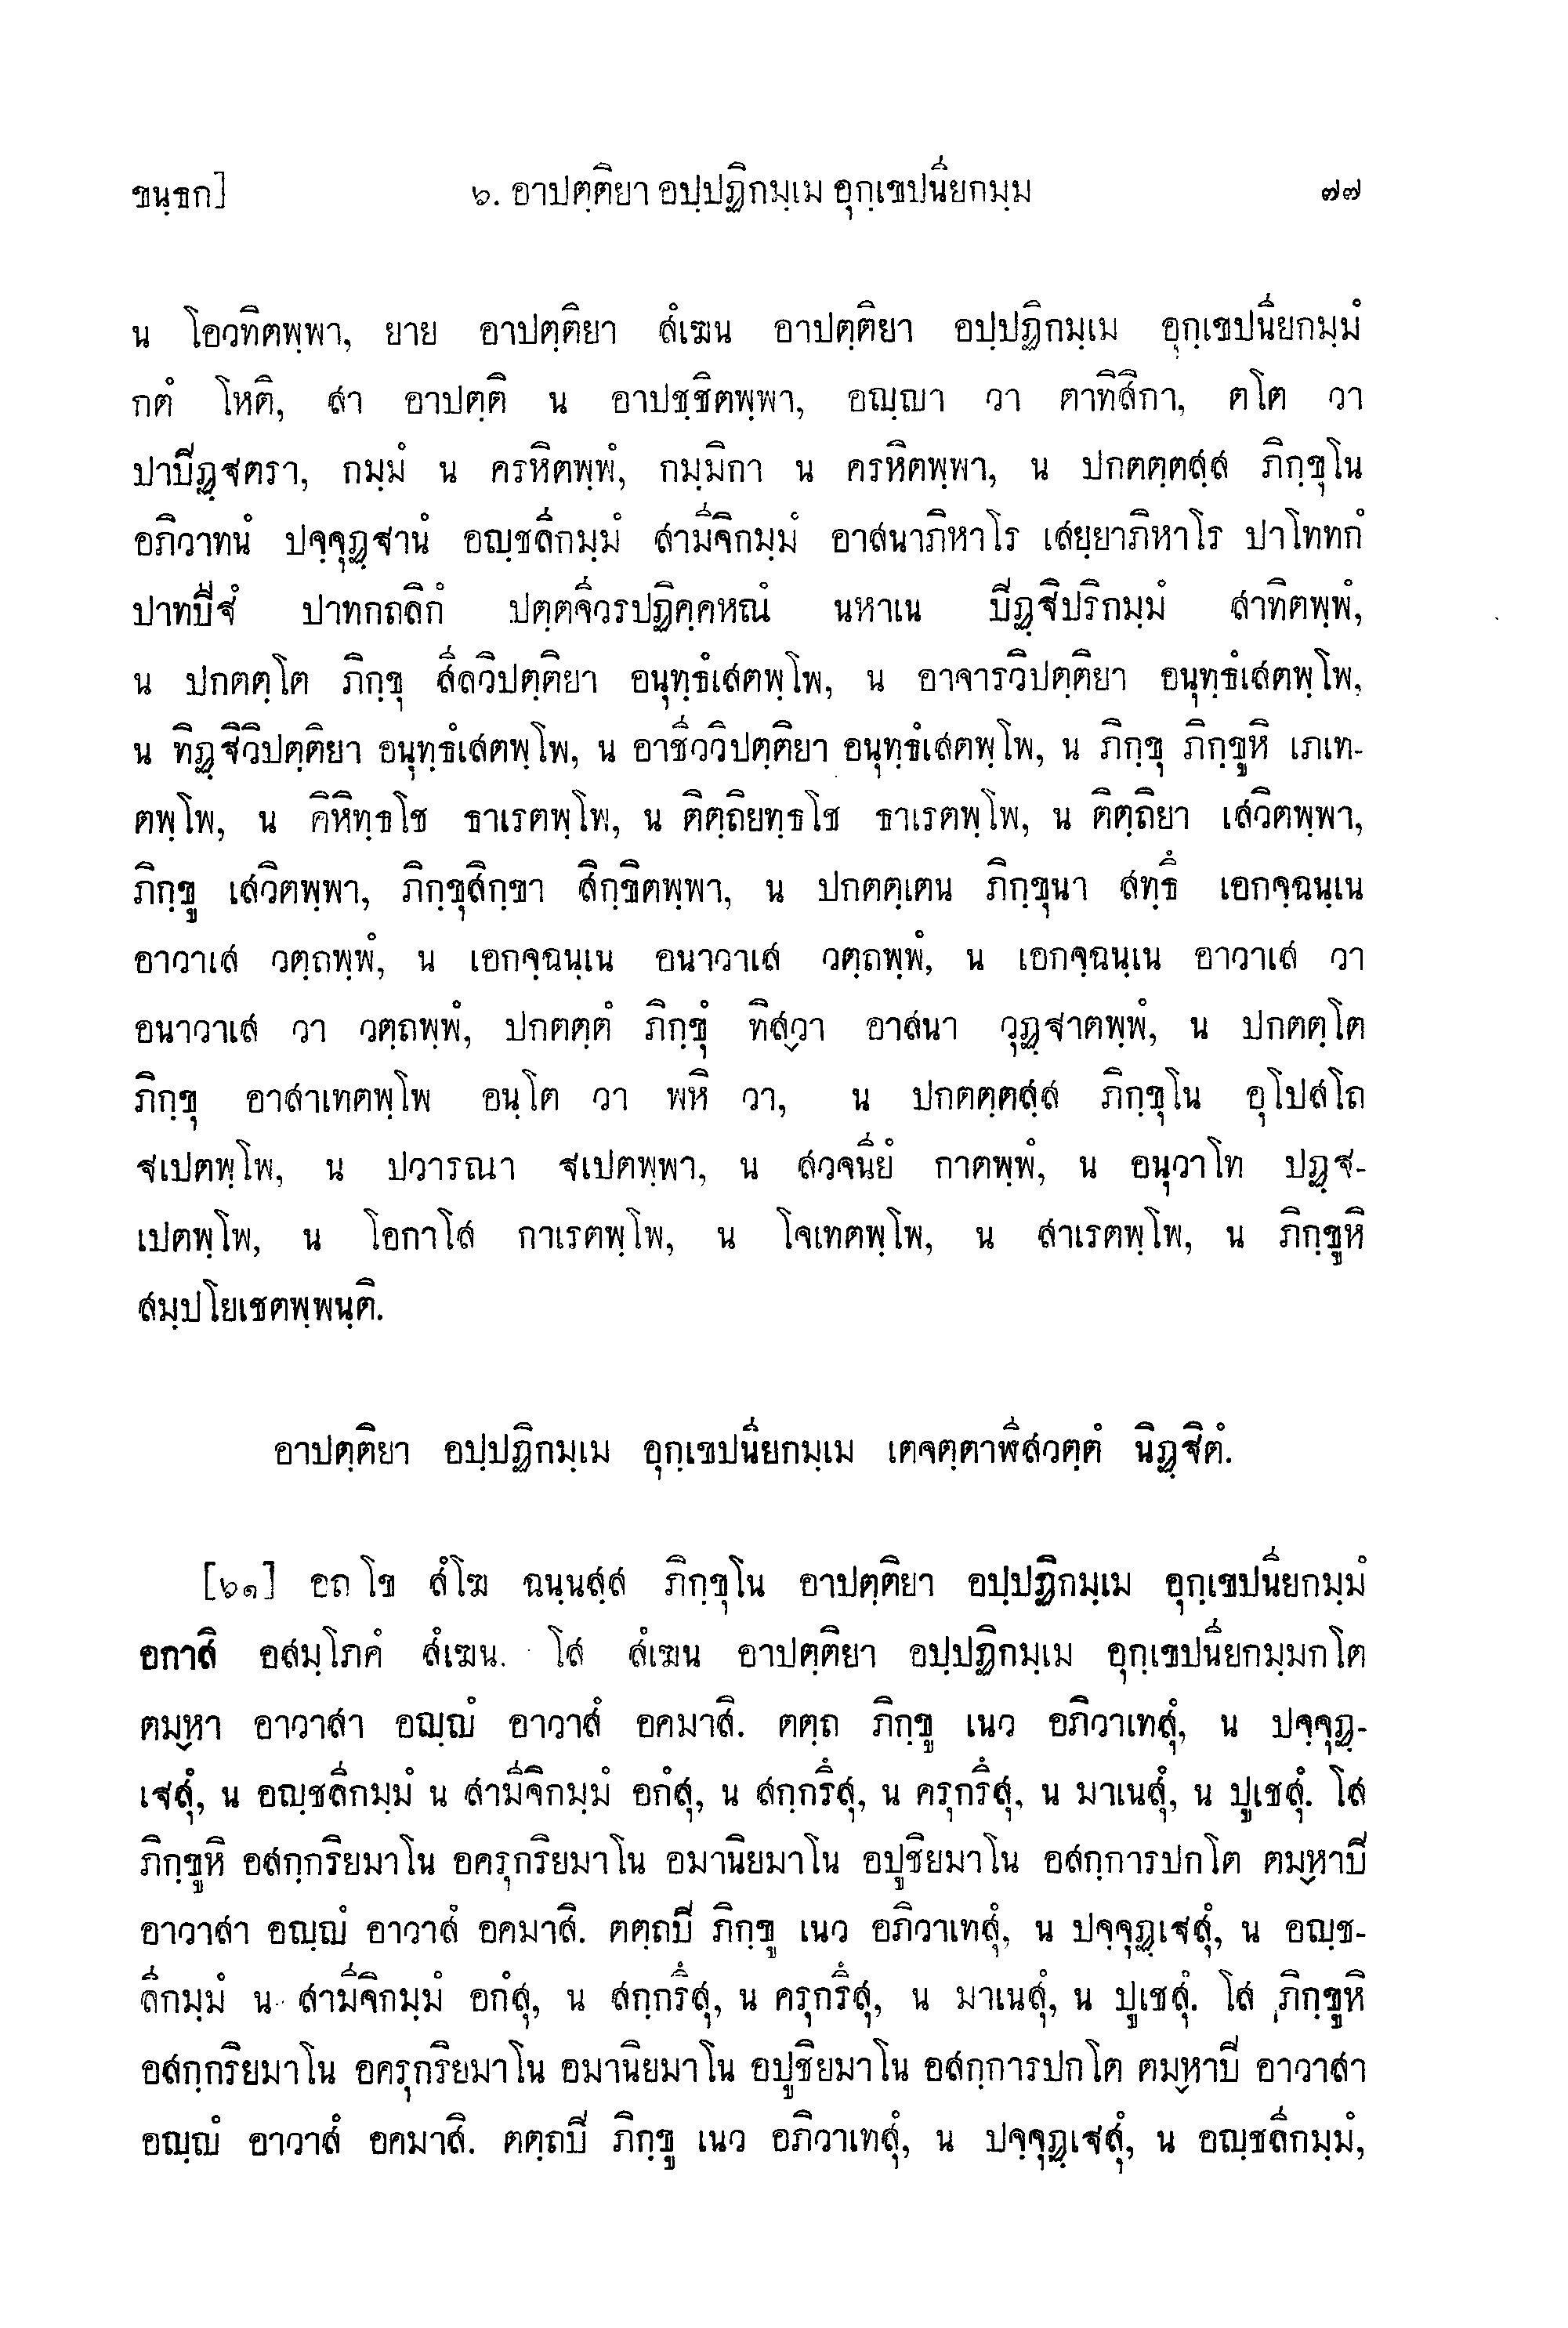 ขนฺธก] ๖. อาปตฺติยา อปฺปฏิกมฺเม อุกฺเขปนียกมฺม ๗๗
น โอวทิตพฺพา, ยาย อาปตฺติยา สํเฆน อาปตฺติยา อปฺปฏิกมฺเม อุกฺเขปนียกมฺมํ
กตํ โหติ, สา อาปตฺติ น อาปชฺชิตพฺพา, อญฺญา วา ตาทิสิกา, ตโต วา
ปาปิฏฺฐตรา, กมฺมํ น ครหิตพฺพํ, กมฺมิกา น ครหิตพฺพา, น ปกตตฺตสฺส ภิกฺขุโน
อภิวาทนํ ปจฺจุฏฺฐานํ อญฺชลีกมฺมํ สามีจิกมฺมํ อาสนาภิหาโร เสยฺยาภิหาโร ปาโททกํ
ปาทปีฐํ ปาทกถลิกํ ปตฺตจีวรปฏิคฺคหณํ นหาเน ปิฏฺฐิปริกมฺมํ สาทิตพฺพํ,
น ปกตตฺโต ภิกฺขุ สีลวิปตฺติยา อนุทฺธํเสตพฺโพ, น อาจารวิปตฺติยา อนุทฺธํเสตพฺโพ,
น ทิฏฺฐิวิปตฺติยา อนุทฺธํเสตพฺโพ, น อาชีววิปตฺติยา อนุทฺธํเสตพฺโพ, น ภิกฺขุ ภิกฺขูหิ เภเท-
ตพฺโพ, น คิหิทฺธโช ธาเรตพฺโพ, น ติตฺถิยทฺธโช ธาเรตพฺโพ, น ติตฺถิยา เสวิตพฺพา,
ภิกฺขู เสวิตพฺพา, ภิกฺขุสิกฺขา สิกฺขิตพฺพา, น ปกตตฺเตน ภิกฺขุนา สทฺธึ เอกจฺฉนฺเน
อาวาเส วตฺถพฺพํ, น เอกจฺฉนฺเน อนาวาเส วตฺถพฺพํ, น เอกจฺฉนฺเน อาวาเส วา
อนาวาเส วา วตฺถพฺพํ, ปกตตฺตํ ภิกฺขุํ ทิสฺวา อาสนา วุฏฺฐาตพฺพํ, น ปกตตฺโต
ภิกฺขุ อาสาเทตพฺโพ อนฺโต วา พหิ วา, น ปกตตฺตสฺส ภิกฺขุโน อุโปสโถ
ฐเปตพฺโพ, น ปวารณา ฐเปตพฺพา, น สวจนียํ กาตพฺพํ, น อนุวาโท ปฏฺฐ-
เปตพฺโพ, น โอกาโส กาเรตพฺโพ, น โจเทตพฺโพ, น สาเรตพฺโพ, น ภิกฺขูหิ
สมฺปโยเชตพฺพนฺติ.
อาปตฺติยา อปฺปฏิกมฺเม อุกฺเขปนียกมฺเม เตจตฺตาฬีสวตฺตํ นิฏฺฐิตํ.
[๖๑] อถ โข สํโฆ ฉนฺนสฺส ภิกฺขุโน อาปตฺติยา อปฺปฏิกมฺเม อุกฺเขปนียกมฺมํ
อกาสิ อสมฺโภคํ สํเฆน. โส สํเฆน อาปตฺติยา อปฺปฏิกมฺเม อุกฺเขปนียกมฺมกโต
ตมฺหา อาวาสา อญฺญํ อาวาสํ อคมาสิ. ตตฺถ ภิกฺขู เนว อภิวาเทสุํ, น ปจฺจุฏฺ-
เฐสุํ, น อญฺชลีกมฺมํ น สามีจิกมฺมํ อกํสุ, น สกฺกรึสุ, น ครุกรึสุ, น มาเนสุํ, น ปูเชสุํ. โส
ภิกฺขูหิ อสกฺกริยมาโน อครุกริยมาโน อมานิยมาโน อปูชิยมาโน อสกฺการปกโต ตมฺหาปิ
อาวาสา อญฺญํ อาวาสํ อคมาสิ. ตตฺถปิ ภิกฺขู เนว อภิวาเทสุํ, น ปจฺจุฏฺเฐสุํ, น อญฺช-
ลีกมฺมํ น สามีจิกมฺมํ อกํสุ, น สกฺกรึสุ, น ครุกรึสุ, น มาเนสุํ, น ปูเชสุํ. โส ภิกฺขูหิ
อสกฺกริยมาโน อครุกริยมาโน อมานิยมาโน อปูชิยมาโน อสกฺการปกโต ตมฺหาปิ อาวาสา
อญฺญํ อาวาสํ อคมาสิ. ตตฺถปิ ภิกฺขู เนว อภิวาเทสุํ, น ปจฺจุฏฺเฐสุํ, น อญฺชลีกมฺมํ,